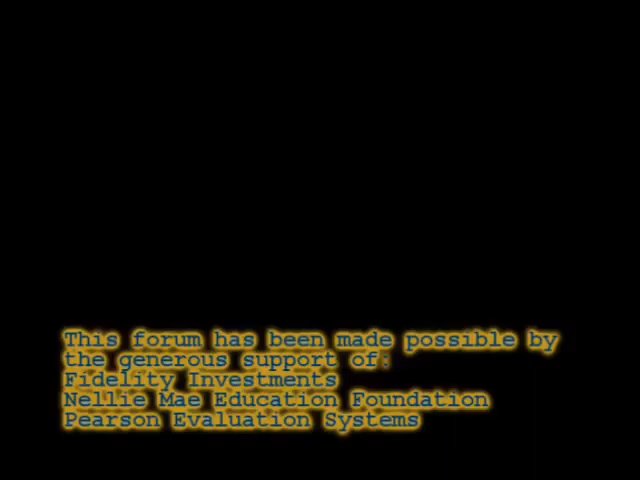 This forum has been made possible by
the generous support of:
Fidelity Investments
Nellie Mae Education Foundation
Pearson Evaluation Systems